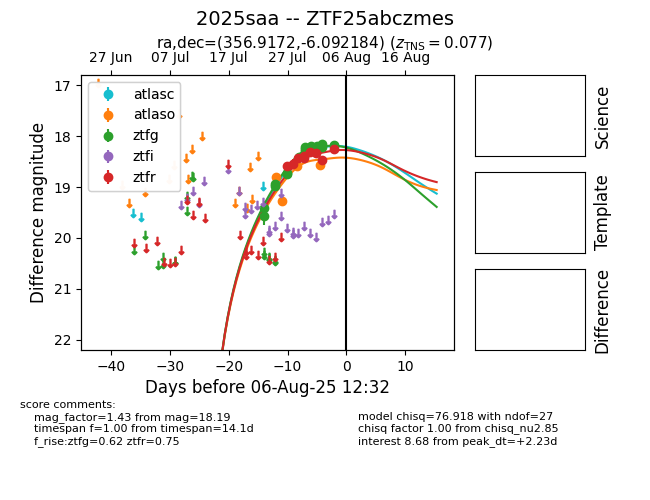 2025saa -- ZTF25abczmes
ra,dec=(356.9172,-6.092184) (z_TNS = 0.077)
27 Jun 07 Jul 17 Jul 27 Jul 06 Aug 16 Aug
atlasc
atlaso
ztfg
ztfi
ztfr
17
18
19
20
21
22
Difference magnitude
−40 −30 −20 −10 0 10
Days before 06-Aug-25 12:32
Science
Template
Difference
score comments:
mag_factor=1.43 from mag=18.19
timespan f=1.00 from timespan=14.1d
f_rise:ztfg=0.62 ztfr=0.75
model chisq=76.918 with ndof=27
chisq factor 1.00 from chisq_nu2.85
interest 8.68 from peak_dt=+2.23d